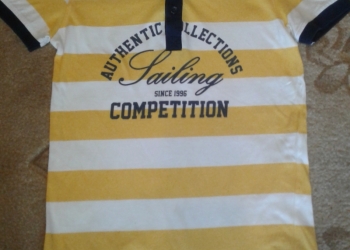 AUTHENTIC COLLECTIONS
Sailing
SINCE 1996
COMPETITION